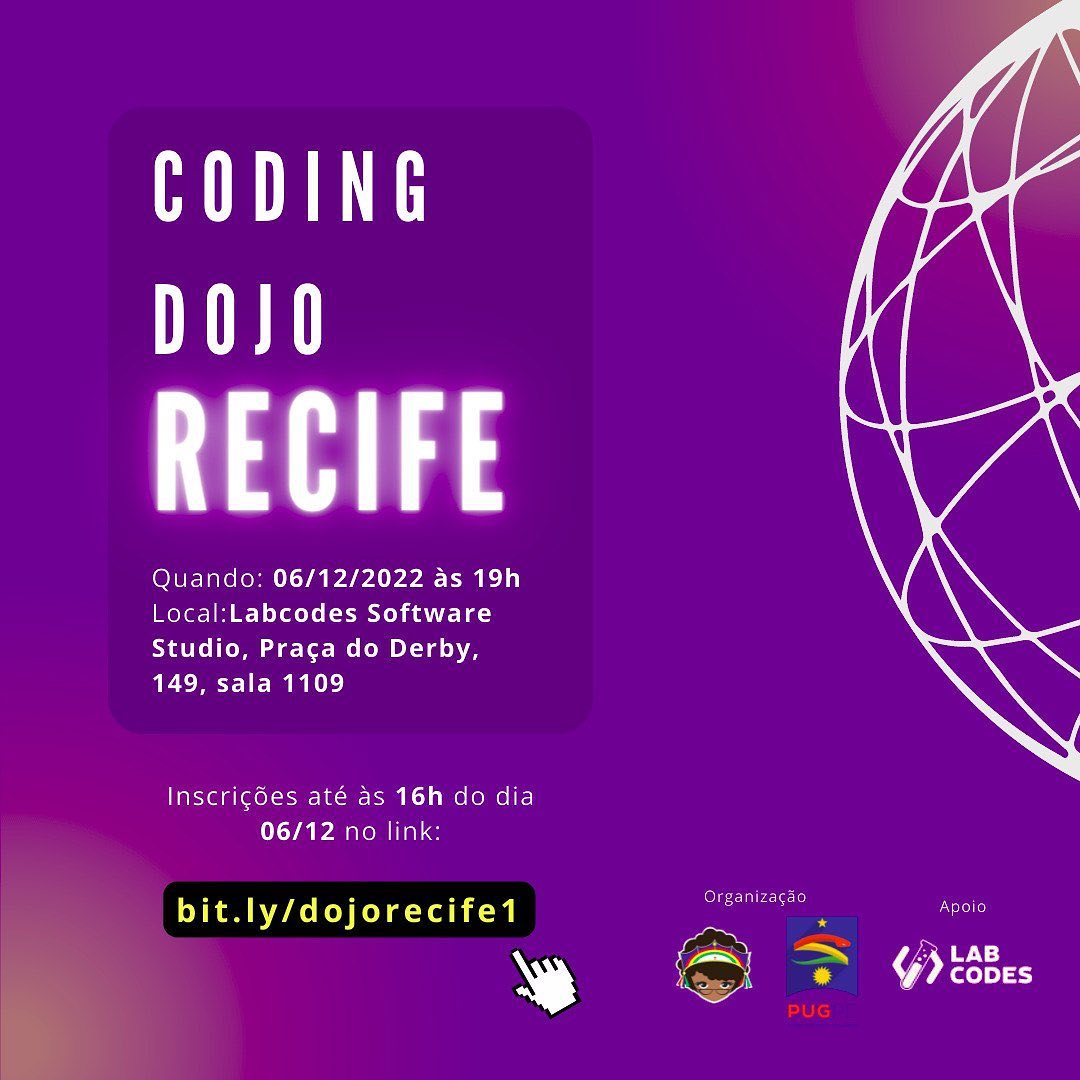 CODING
DOJO
RECIFE
Quando: 06/12/2022 às 19h
Local:Labcodes Software
Studio, Praça do Derby,
149, sala 1109
Inscrições até às 16h do dia
06/12 no link:
bit.ly/dojorecife1
Organização
Apoio
PUG
LAB
CODES